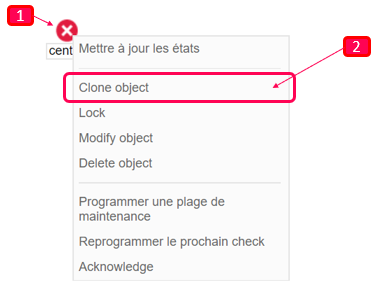 1
2
cent
Mettre à jour les états
Clone object
Lock
Modify object
Delete object
Programmer une plage de
maintenance
Reprogrammer le prochain check
Acknowledge